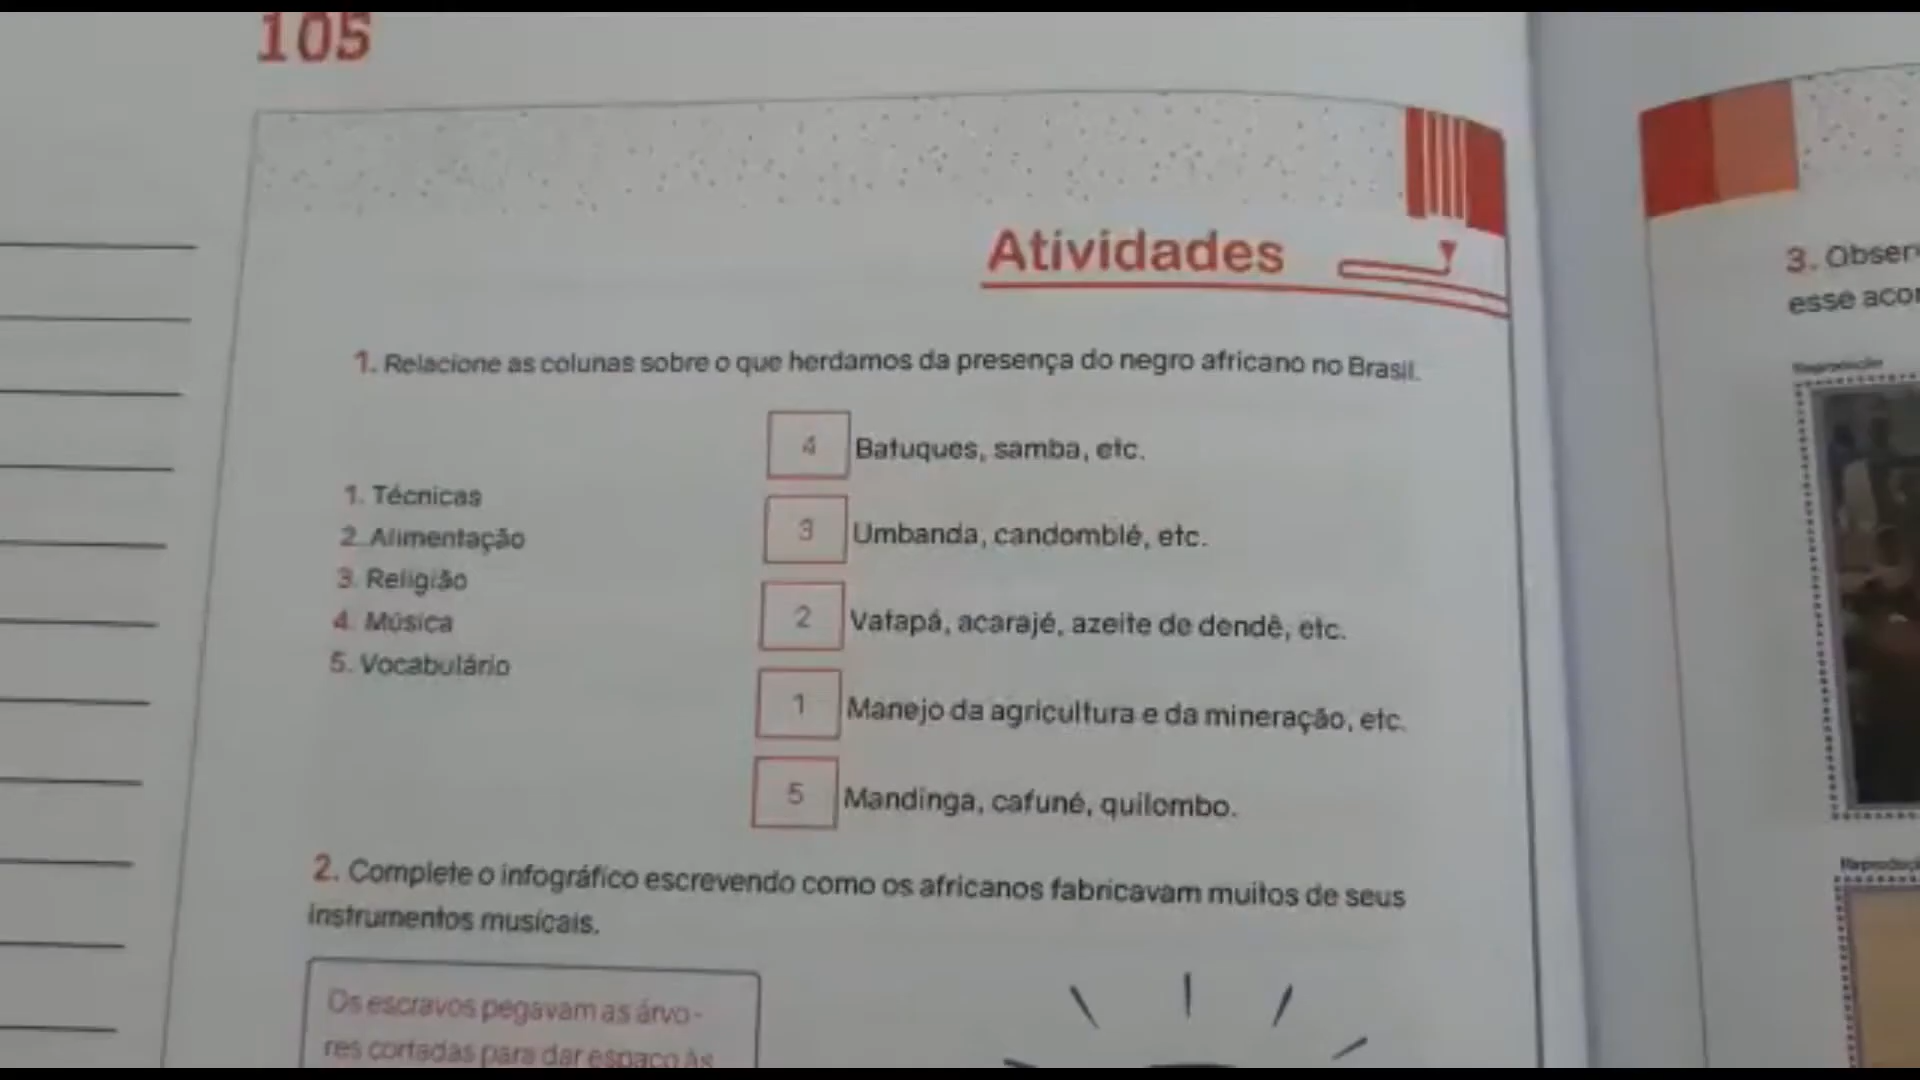 105
Atividades
1. Relacione as colunas sobre o que herdamos da presença do negro africano no Brasil.
1. Técnicas
2. Alimentação
3. Religião
4. Música
5. Vocabulário
4 Batuques, samba, etc.
3 Umbanda, candomblé, etc.
2 Vatapá, acarajé, azeite de dendê, etc.
1 Manejo da agricultura e da mineração, etc.
5 Mandinga, cafuné, quilombo.
2. Complete o infográfico escrevendo como os africanos fabricavam muitos de seus
instrumentos musicais.
Os escravos pegavam as árvo-
res cortadas para dar espaço às
3.
esse
Reprodução